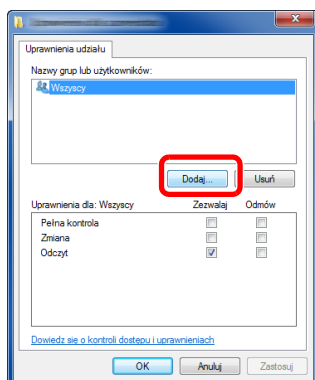 Uprawnienia udziału
Nazwy grup lub użytkowników:
Wszyscy
Dodaj... Usuń
Uprawnienia dla: Wszyscy Zezwalaj Odmów
Pełna kontrola
Zmiana
Odczyt
Dowiedz się o kontroli dostępu i uprawnieniach
OK Anuluj Zastosuj